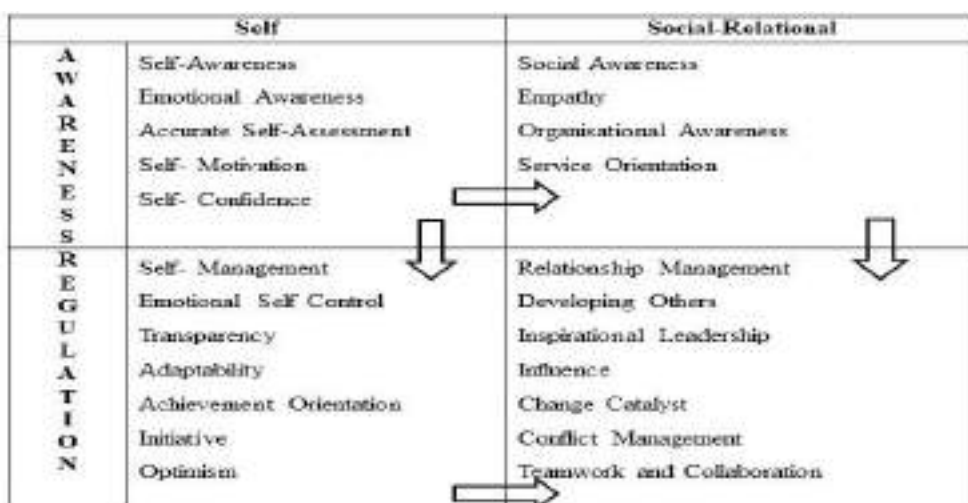 Self
Social-Relational
AWARENESS
Self-Awareness
Emotional Awareness
Accurate Self-Assessment
Self- Motivation
Self- Confidence
Social Awareness
Empathy
Organisational Awareness
Service Orientation
REGULATION
Self- Management
Emotional Self Control
Transparency
Adaptability
Achievement Orientation
Initiative
Optimism
Relationship Management
Developing Others
Inspirational Leadership
Influence
Change Catalyst
Conflict Management
Teamwork and Collaboration